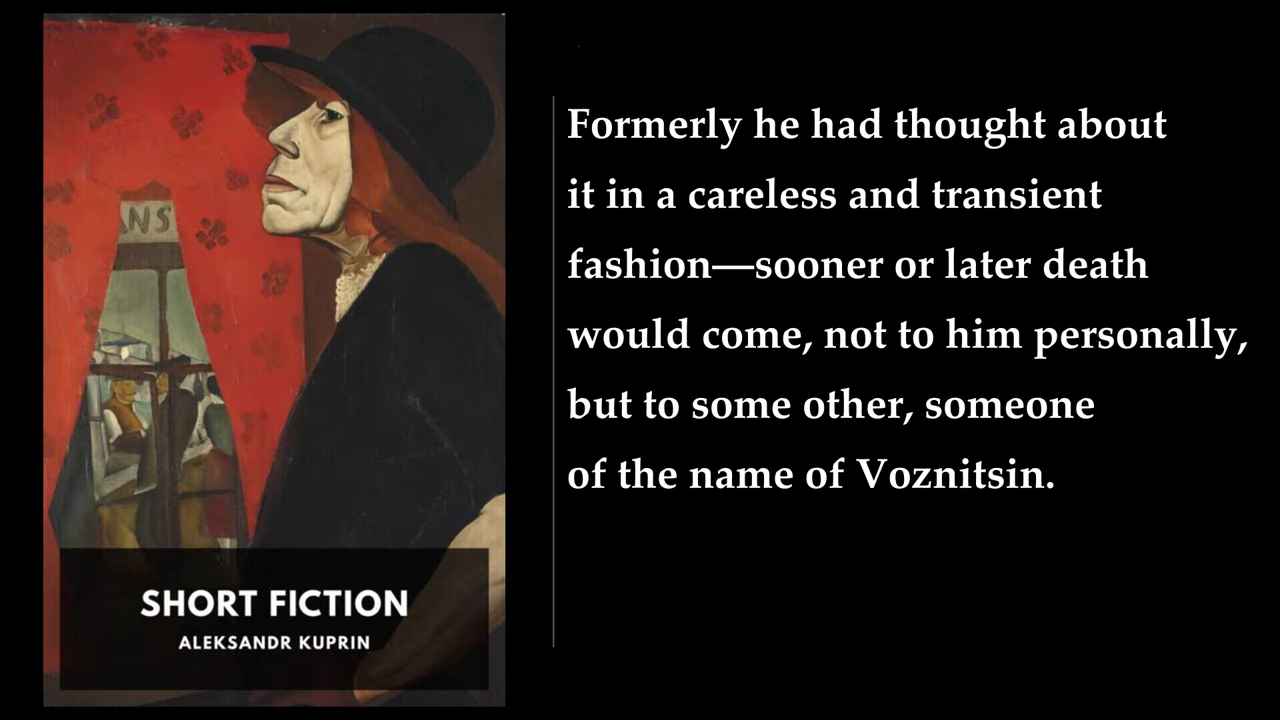 ANS
SHORT FICTION
ALEKSANDR KUPRIN
Formerly he had thought about
it in a careless and transient
fashion—sooner or later death
would come, not to him personally,
but to some other, someone
of the name of Voznitsin.